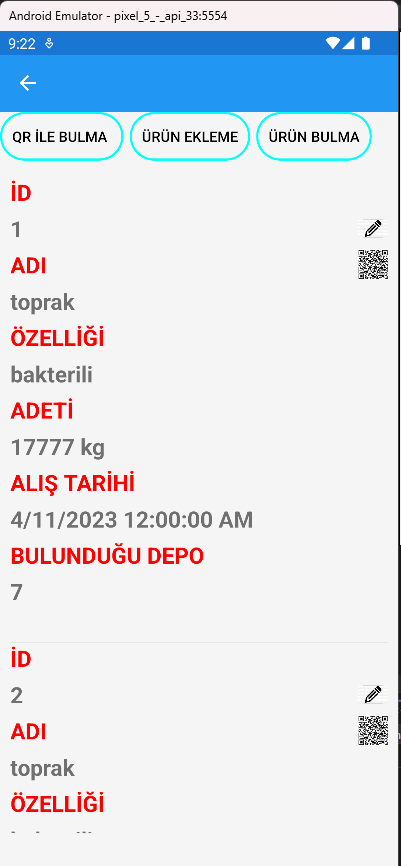 Android Emulator - pixel_5_-_api_33:5554
9:22
QR İLE BULMA ÜRÜN EKLEME ÜRÜN BULMA
İD
1
ADI
toprak
ÖZELLİĞİ
bakterili
ADETİ
17777 kg
ALIŞ TARİHİ
4/11/2023 12:00:00 AM
BULUNDUĞU DEPO
7
İD
2
ADI
toprak
ÖZELLİĞİ